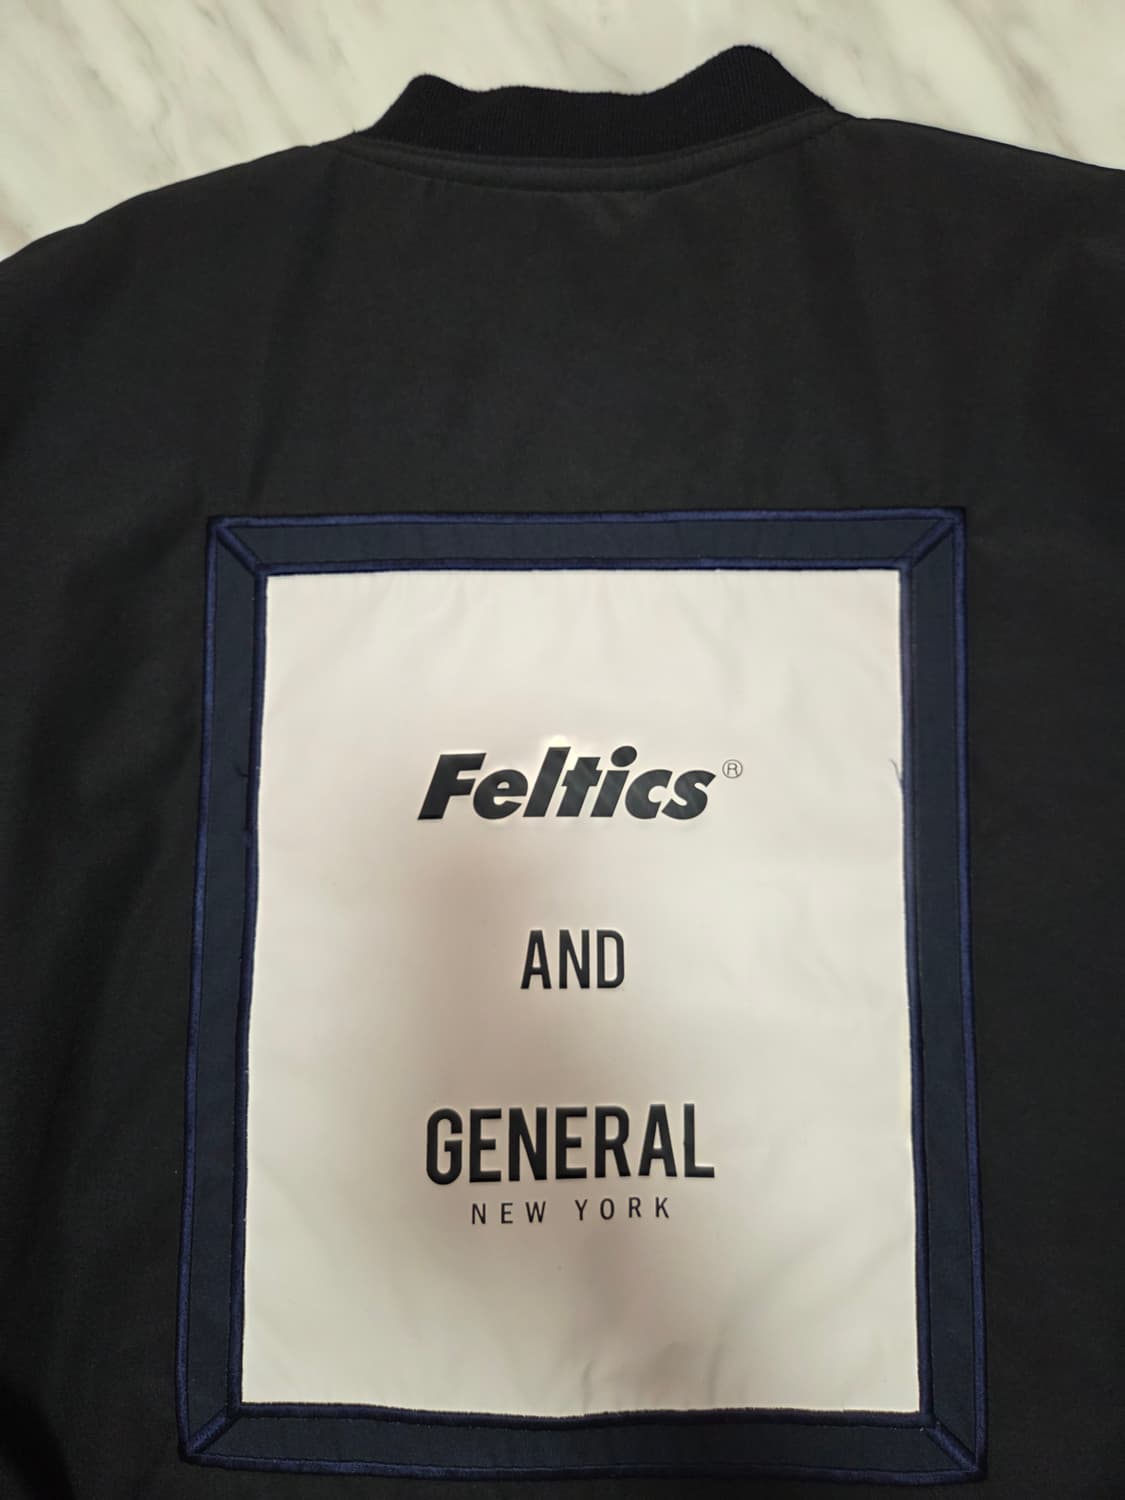 Feltics®
AND
GENERAL
NEW YORK